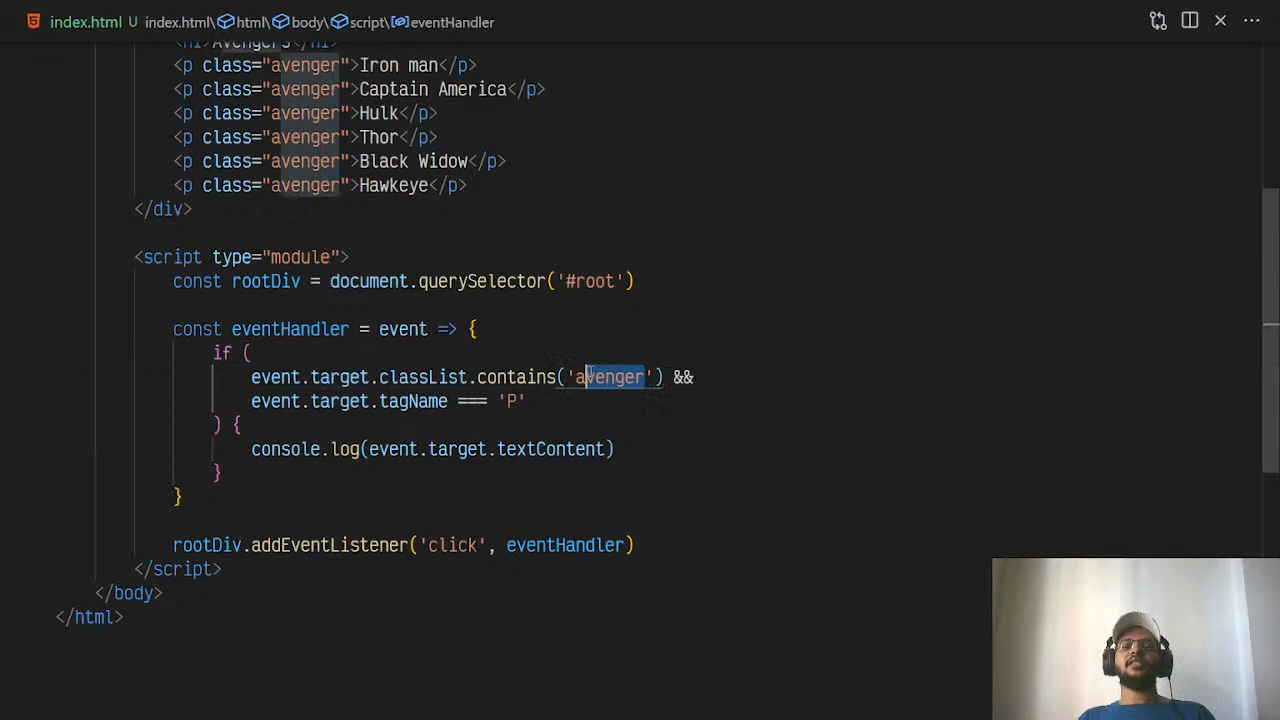 index.html U index.html\ html\ body\ script\ eventHandler
<h1>Avengers</h1>
<p class="avenger">Iron man</p>
<p class="avenger">Captain America</p>
<p class="avenger">Hulk</p>
<p class="avenger">Thor</p>
<p class="avenger">Black Widow</p>
<p class="avenger">Hawkeye</p>
</div>
<script type="module">
const rootDiv = document.querySelector('#root')
const eventHandler = event => {
if (
event.target.classList.contains('avenger') &&
event.target.tagName === 'P'
) {
console.log(event.target.textContent)
}
}
rootDiv.addEventListener('click', eventHandler)
</script>
</body>
</html>